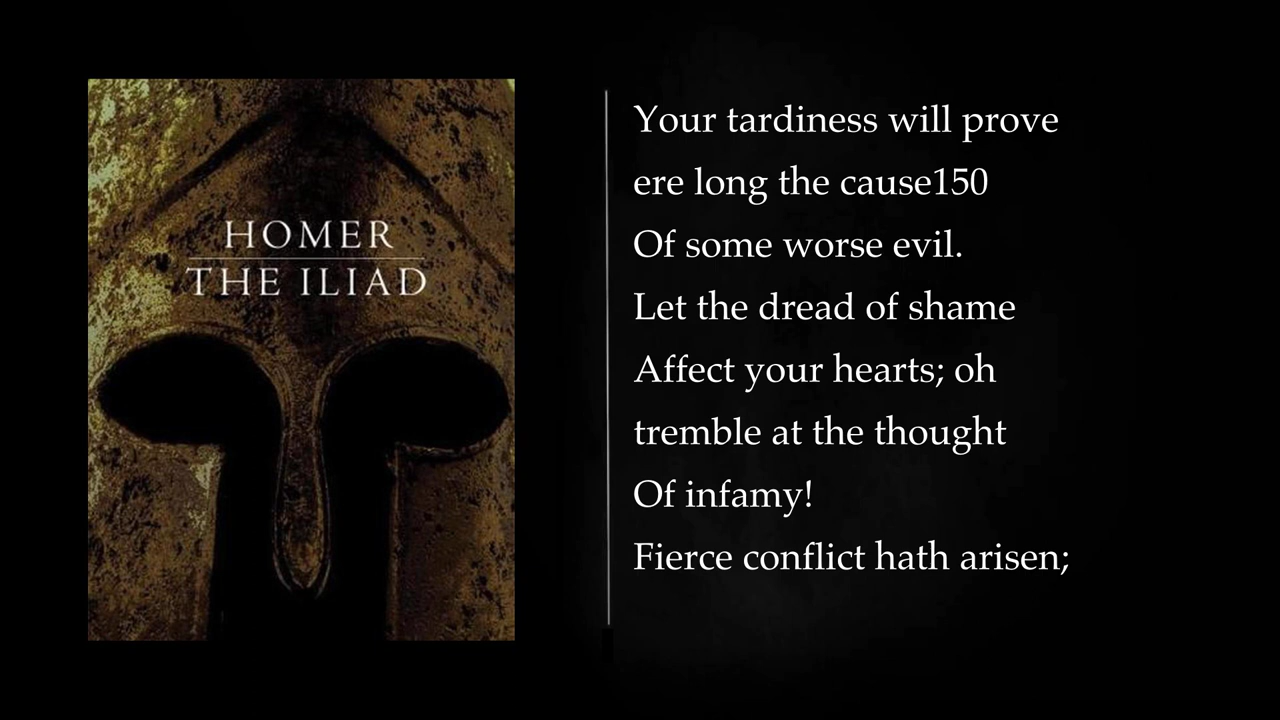 HOMER
THE ILIAD
Your tardiness will prove
ere long the cause150
Of some worse evil.
Let the dread of shame
Affect your hearts; oh
tremble at the thought
Of infamy!
Fierce conflict hath arisen;